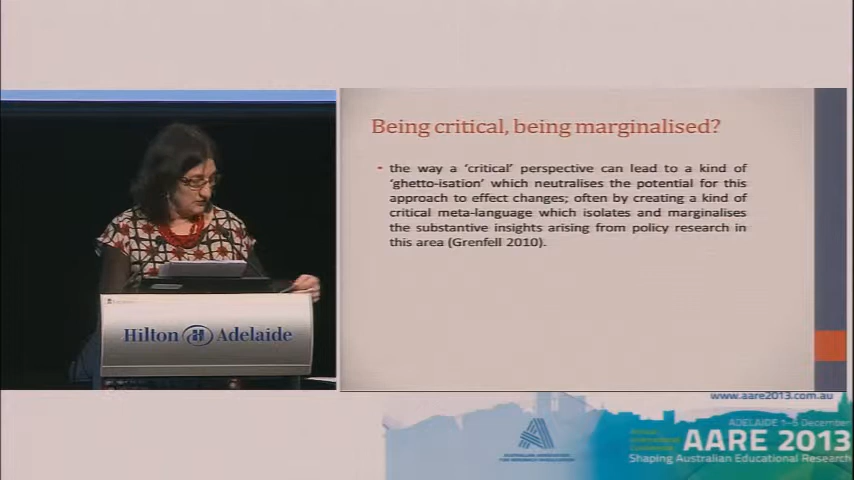 Being critical, being marginalised?
- the way a 'critical' perspective can lead to a kind of
'ghetto-isation' which neutralises the potential for this
approach to effect changes; often by creating a kind of
critical meta-language which isolates and marginalises
the substantive insights arising from policy research in
this area (Grenfell 2010).
Hilton Adelaide
www.aare2013.com.au
ADELAIDE 1-5 December
Annual
International
Conference
AARE 2013
Shaping Australian Educational Research